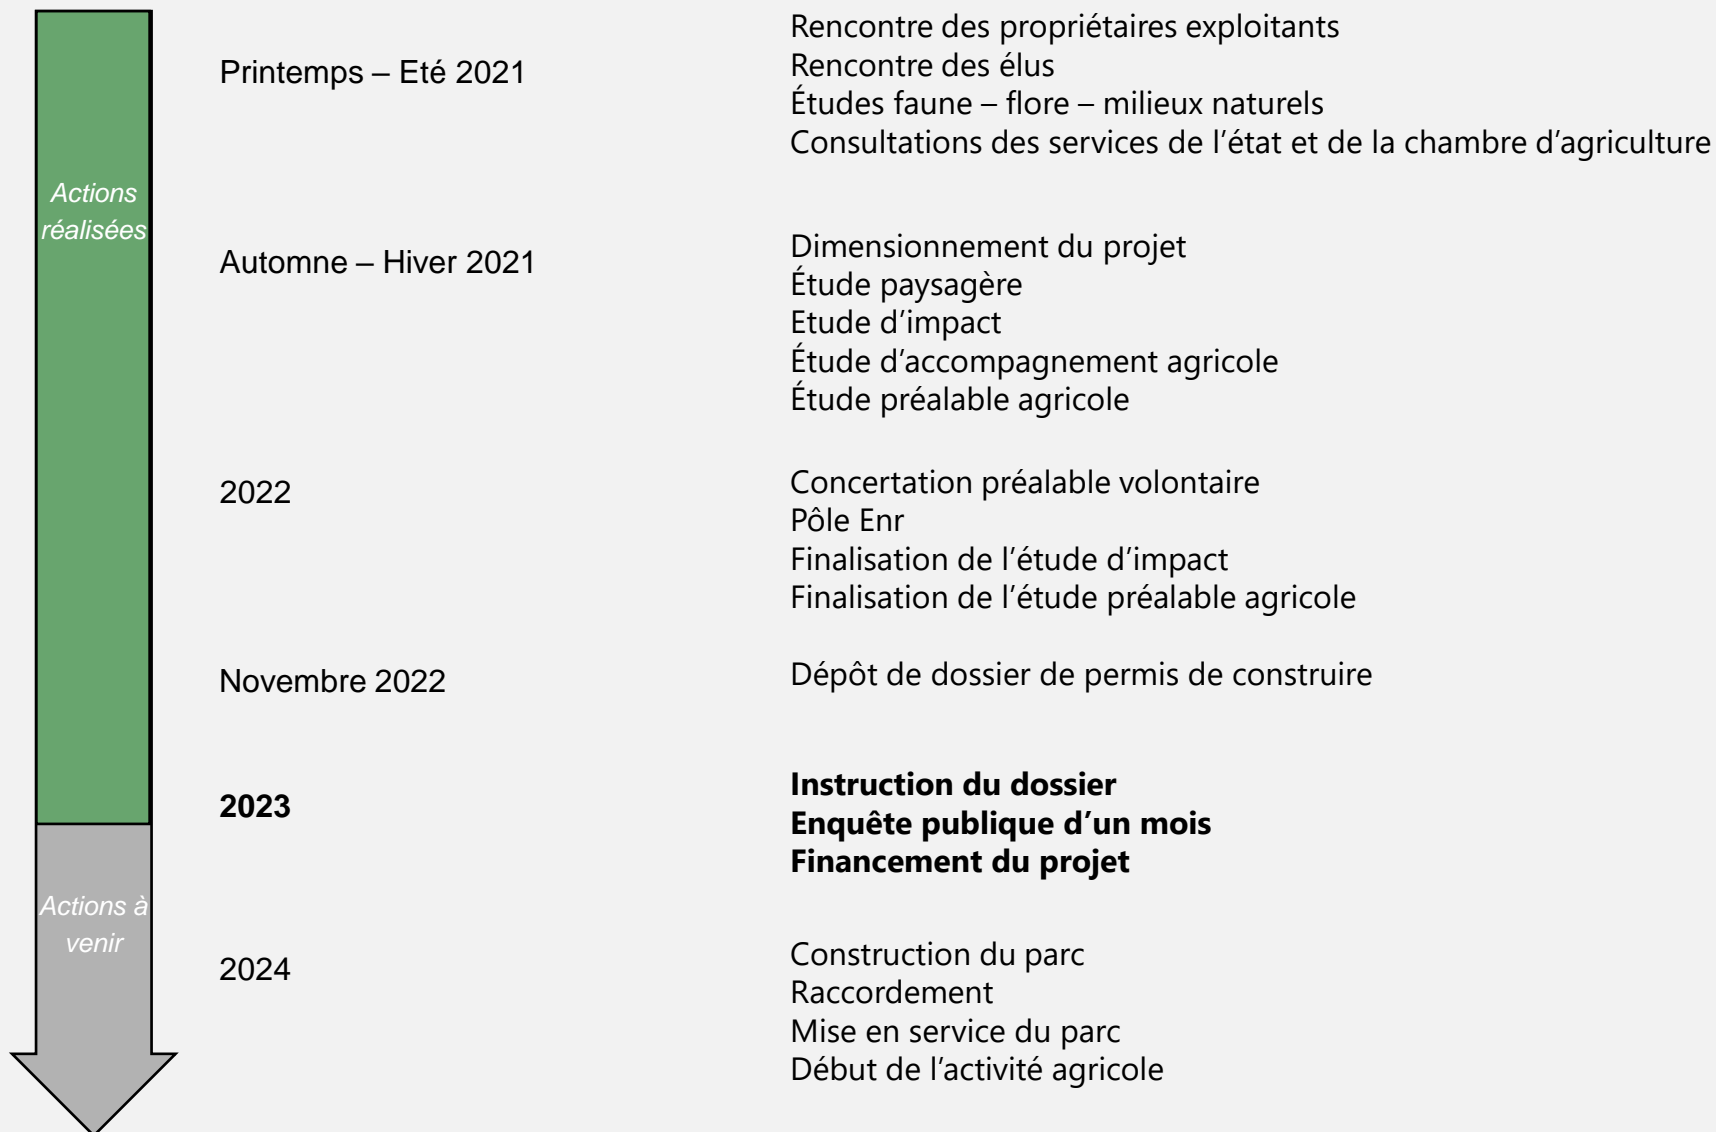 Actions
réalisées
Printemps – Eté 2021
Rencontre des propriétaires exploitants
Rencontre des élus
Études faune – flore – milieux naturels
Consultations des services de l’état et de la chambre d’agriculture
Automne – Hiver 2021
Dimensionnement du projet
Étude paysagère
Etude d’impact
Étude d’accompagnement agricole
Étude préalable agricole
2022
Concertation préalable volontaire
Pôle Enr
Finalisation de l’étude d’impact
Finalisation de l’étude préalable agricole
Novembre 2022
Dépôt de dossier de permis de construire
2023
Instruction du dossier
Enquête publique d’un mois
Financement du projet
Actions à
venir
2024
Construction du parc
Raccordement
Mise en service du parc
Début de l’activité agricole